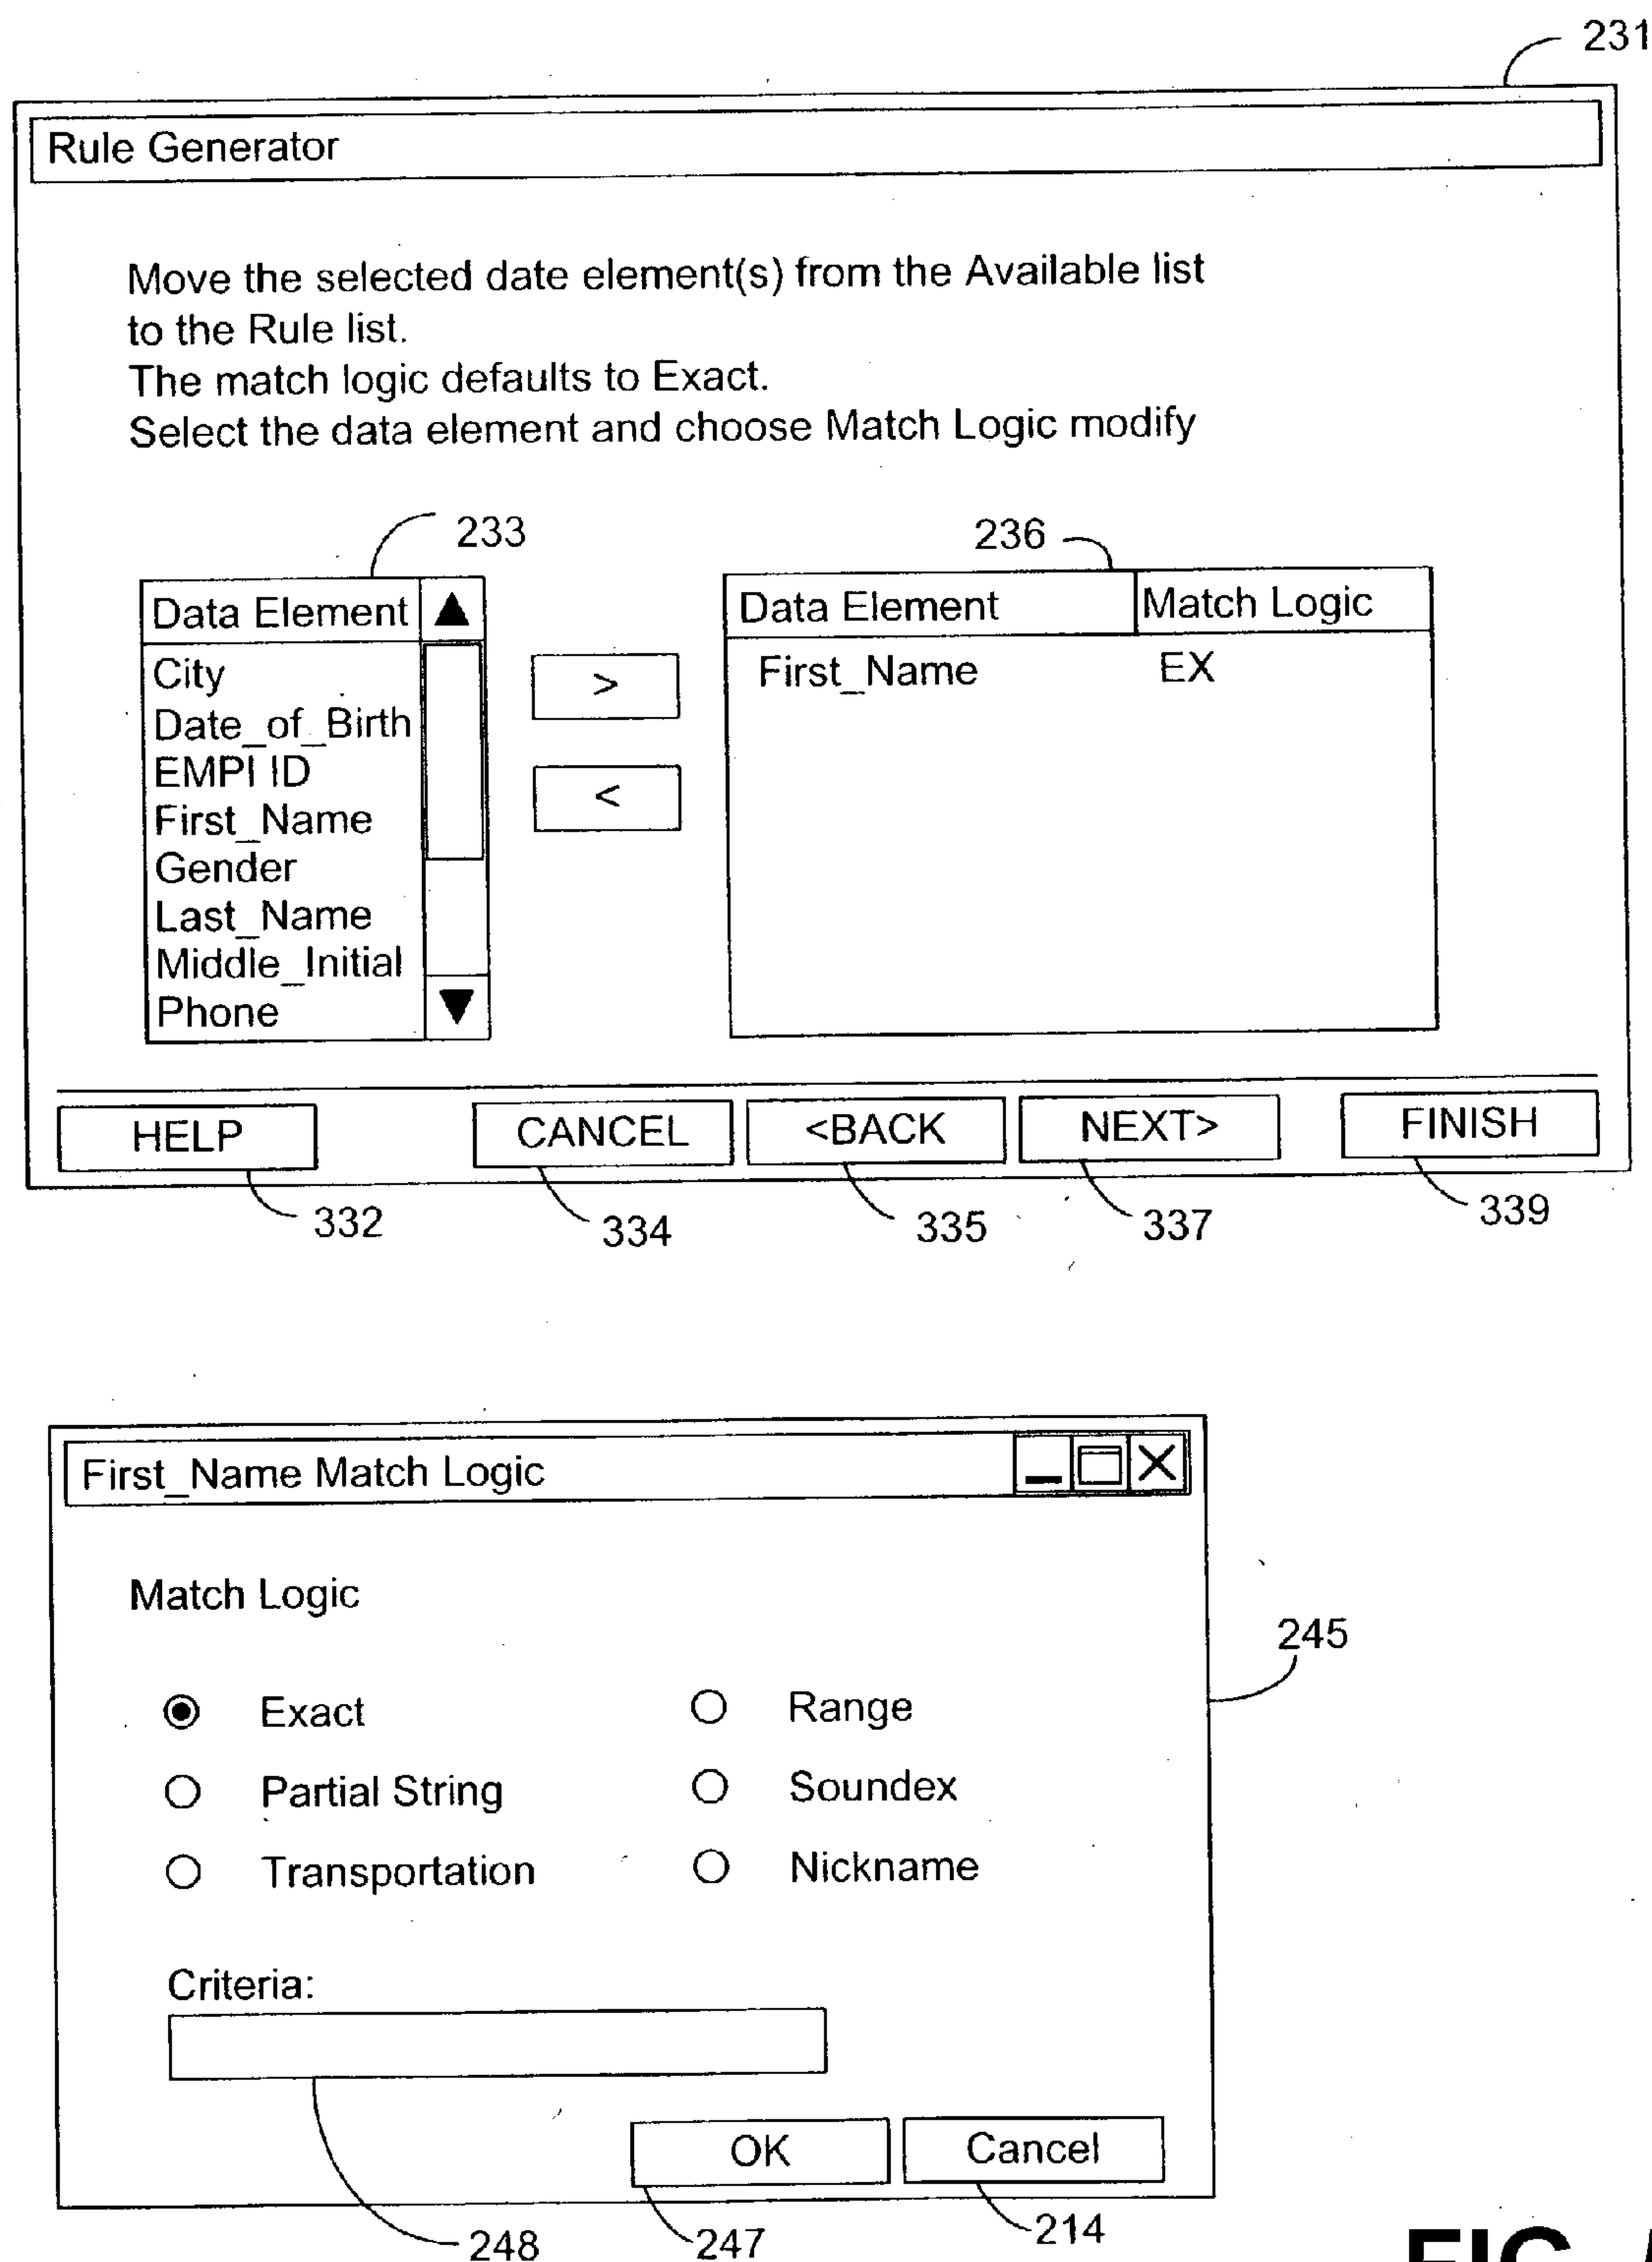 231
Rule Generator
Move the selected date element(s) from the Available list
to the Rule list.
The match logic defaults to Exact.
Select the data element and choose Match Logic modify
233
236
Data Element
City
Date_of_Birth
EMPI ID
First_Name
Gender
Last_Name
Middle_Initial
Phone
>
<
Data Element Match Logic
First_Name EX
HELP CANCEL <BACK NEXT> FINISH
332 334 335 337 339
First_Name Match Logic
Match Logic
245
Exact Range
Partial String Soundex
Transportation Nickname
Criteria:
OK Cancel
248 247 214
FIG.